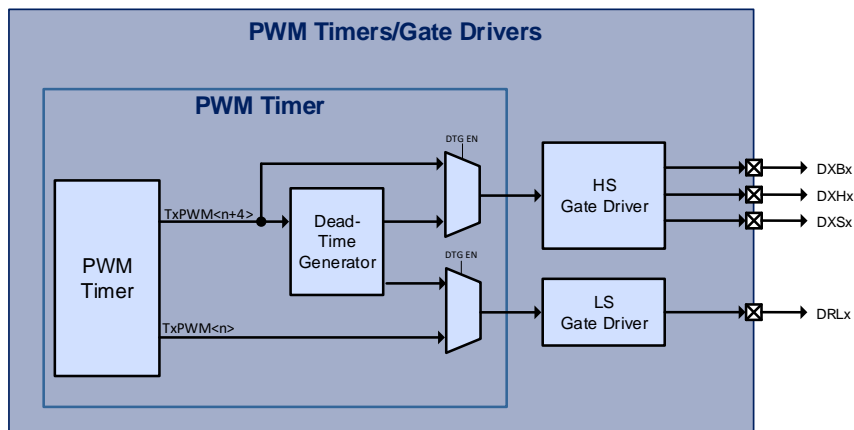 PWM Timers/Gate Drivers
PWM Timer
DTG EN
PWM
Timer
TxPWM<n+4>
Dead-
Time
Generator
HS
Gate Driver
DXBx
DXHx
DXSx
DTG EN
TxPWM<n>
LS
Gate Driver
DRLx